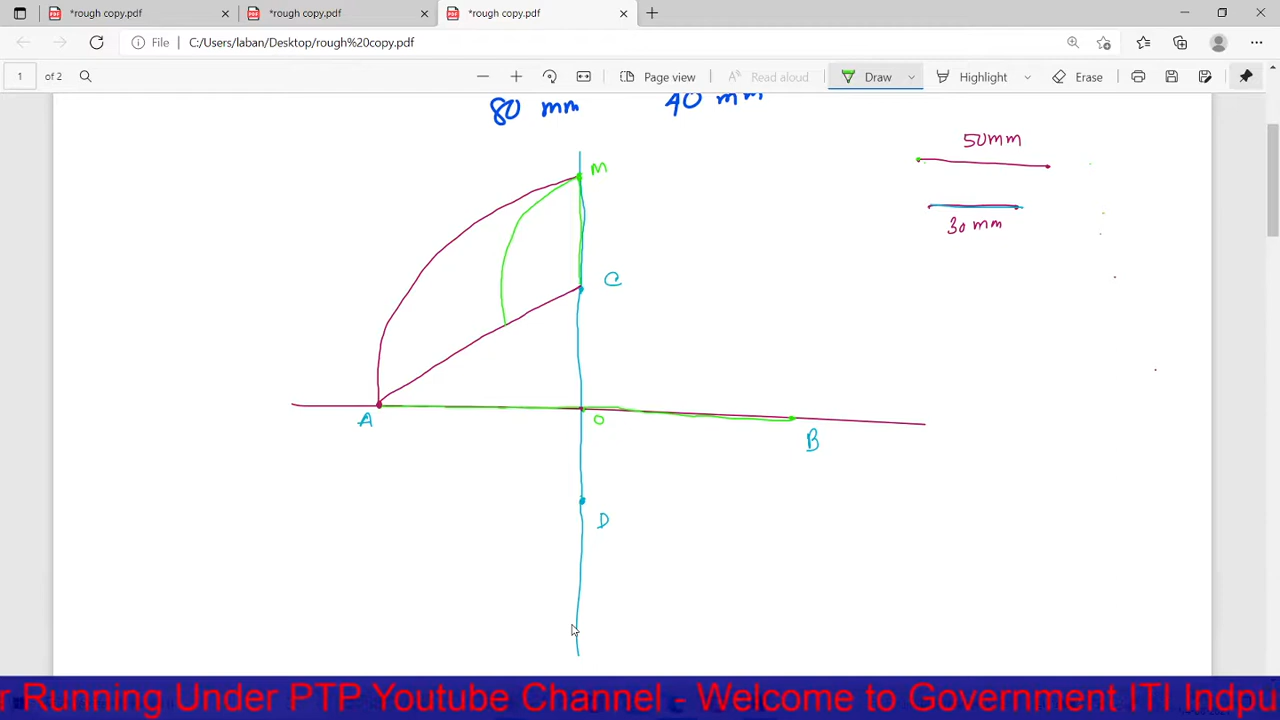 *rough copy.pdf
*rough copy.pdf
*rough copy.pdf
File
C:/Users/laban/Desktop/rough%20copy.pdf
1
of 2
Page view
Read aloud
Draw
Highlight
Erase
80 mm
40 mm
50mm
M
30 mm
C
A
O
B
D
r Running Under PTP Youtube Channel - Welcome to Government ITI Indpu